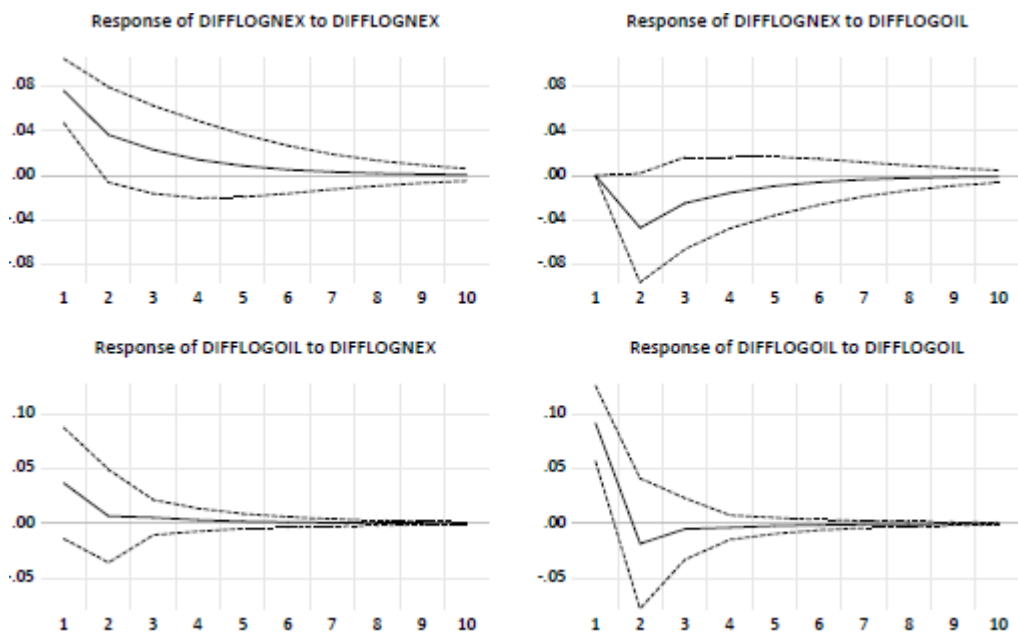 Response of DIFFLOGNEX to DIFFLOGNEX
.08
.04
.00
-.04
-.08
1 2 3 4 5 6 7 8 9 10
Response of DIFFLOGNEX to DIFFLOGOIL
.08
.04
.00
-.04
-.08
1 2 3 4 5 6 7 8 9 10
Response of DIFFLOGOIL to DIFFLOGNEX
.10
.05
.00
-.05
1 2 3 4 5 6 7 8 9 10
Response of DIFFLOGOIL to DIFFLOGOIL
.10
.05
.00
-.05
1 2 3 4 5 6 7 8 9 10